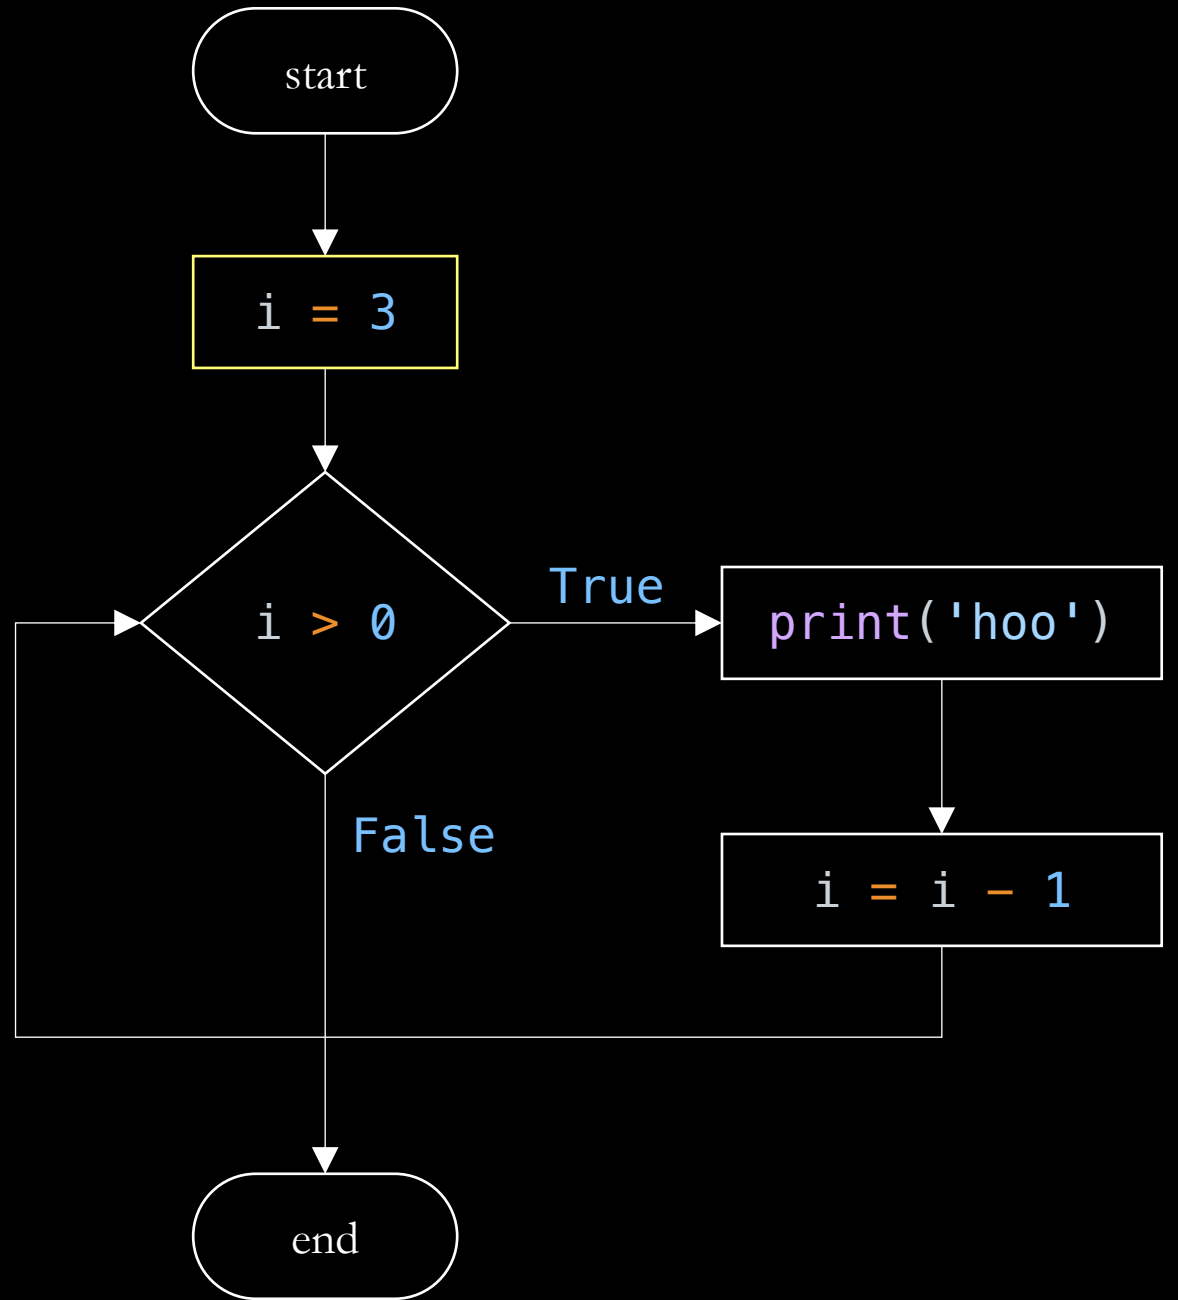 start
i = 3
i > 0
True
print('hoo')
False
i = i − 1
end